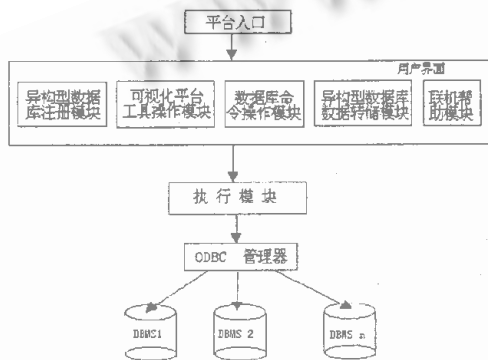 平台入口
用户界面
异构型数据
库注册模块
可视化平台
工具操作模块
数据库命
令操作模块
异构型数据库
数据转储模块
联机帮
助模块
执行模块
ODBC 管理器
DBMS1
DBMS 2
DBMS n